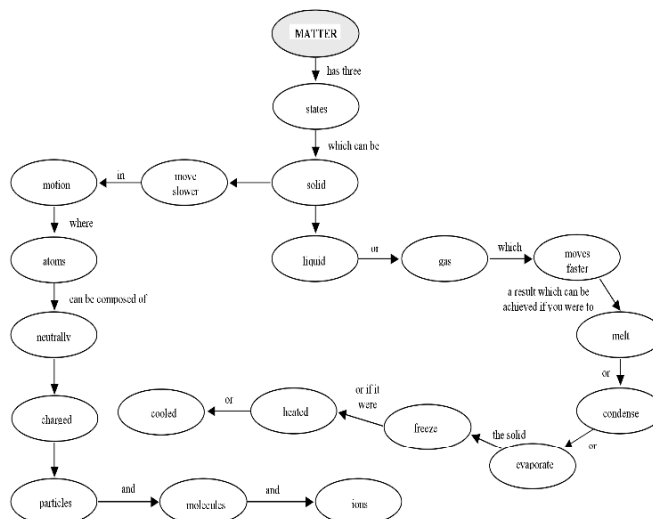 MATTER
has three
states
which can be
solid
move
slower
in
motion
where
atoms
can be composed of
neutrally
charged
particles
and
molecules
and
ions
liquid
or
gas
which
moves
faster
a result which can be
achieved if you were to
melt
or
condense
or
evaporate
the solid
freeze
or if it
were
heated
or
cooled